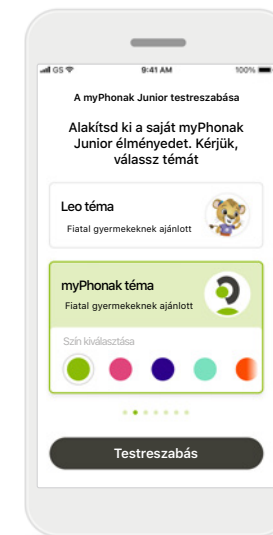 G5 9:41 AM 100%
A myPhonak Junior testreszabása
Alakítsd ki a saját myPhonak
Junior élményedet. Kérjük,
válassz témát
Leo téma
Fiatal gyermekeknek ajánlott
myPhonak téma
Fiatal gyermekeknek ajánlott
Szín kiválasztása
Testreszabás